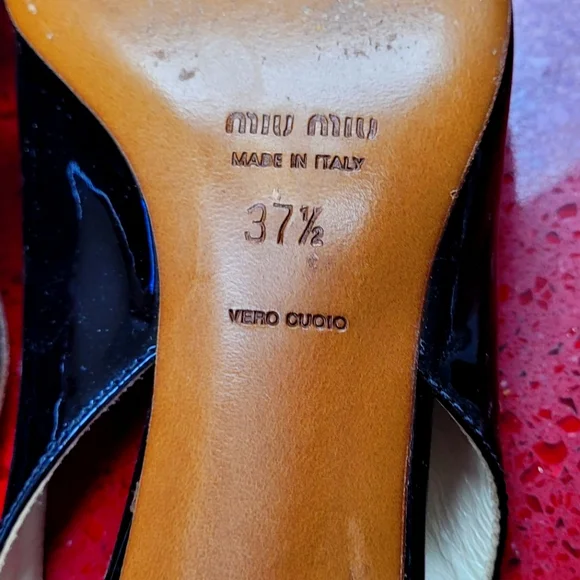 MIU MIU
MADE IN ITALY
37½
VERO CUOIO